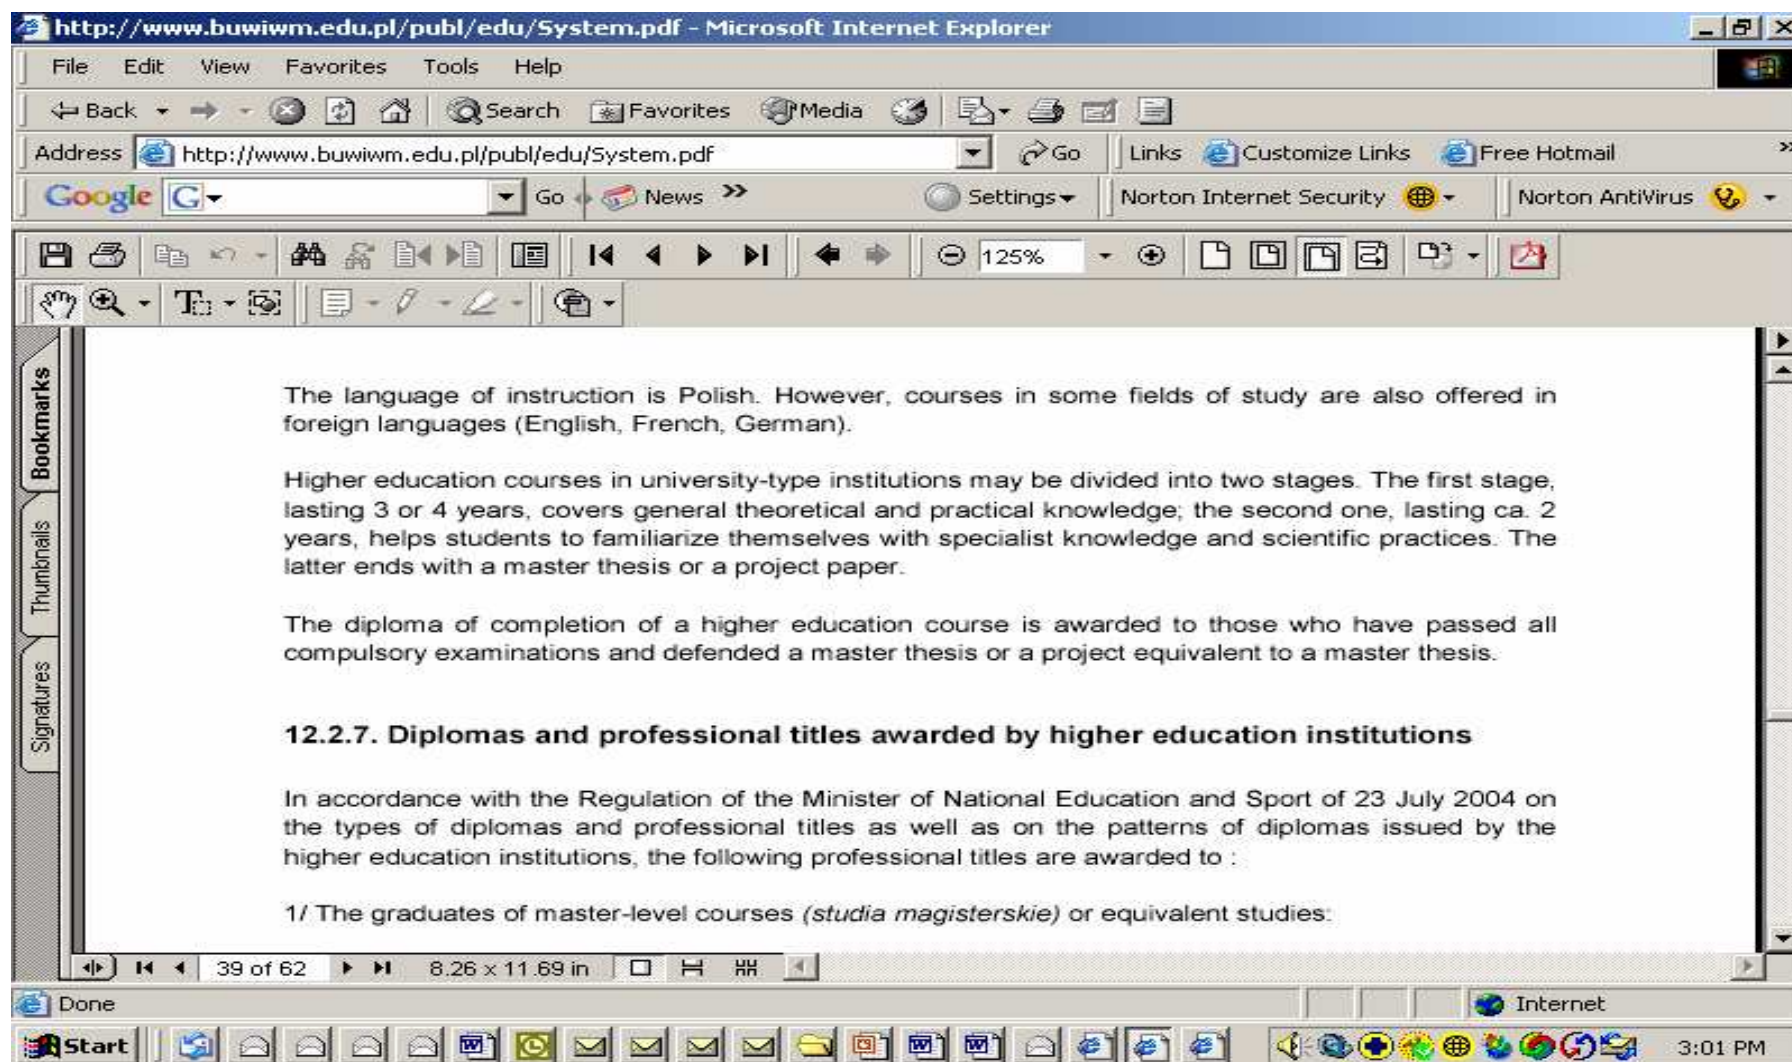 http://www.buwiwm.edu.pl/publ/edu/System.pdf - Microsoft Internet Explorer
File Edit View Favorites Tools Help
Back Search Favorites Media
Address http://www.buwiwm.edu.pl/publ/edu/System.pdf Go Links Customize Links Free Hotmail »
Google G Go News » Settings Norton Internet Security Norton AntiVirus
125%
Bookmarks
Thumbnails
Signatures
The language of instruction is Polish. However, courses in some fields of study are also offered in
foreign languages (English, French, German).
Higher education courses in university-type institutions may be divided into two stages. The first stage,
lasting 3 or 4 years, covers general theoretical and practical knowledge; the second one, lasting ca. 2
years, helps students to familiarize themselves with specialist knowledge and scientific practices. The
latter ends with a master thesis or a project paper.
The diploma of completion of a higher education course is awarded to those who have passed all
compulsory examinations and defended a master thesis or a project equivalent to a master thesis.
12.2.7. Diplomas and professional titles awarded by higher education institutions
In accordance with the Regulation of the Minister of National Education and Sport of 23 July 2004 on
the types of diplomas and professional titles as well as on the patterns of diplomas issued by the
higher education institutions, the following professional titles are awarded to :
1/ The graduates of master-level courses (studia magisterskie) or equivalent studies:
39 of 62 8.26 x 11.69 in
Done Internet
Start 3:01 PM